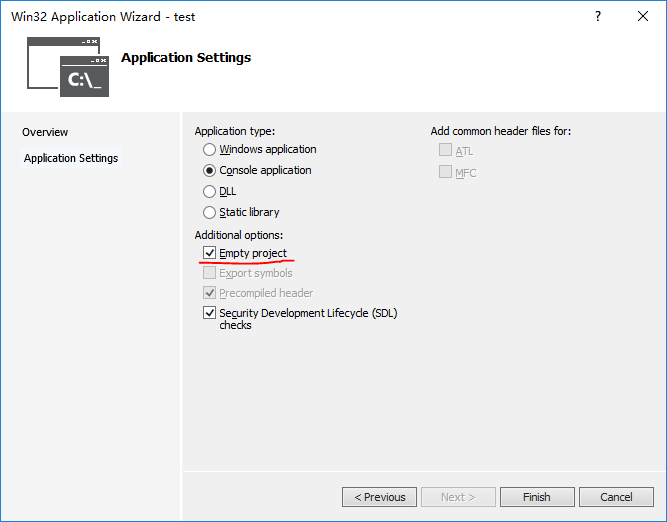 Win32 Application Wizard - test
?
Application Settings
C:\_
Overview
Application Settings
Application type:
Windows application
Console application
DLL
Static library
Additional options:
Empty project
Export symbols
Precompiled header
Security Development Lifecycle (SDL)
checks
Add common header files for:
ATL
MFC
< Previous
Next >
Finish
Cancel